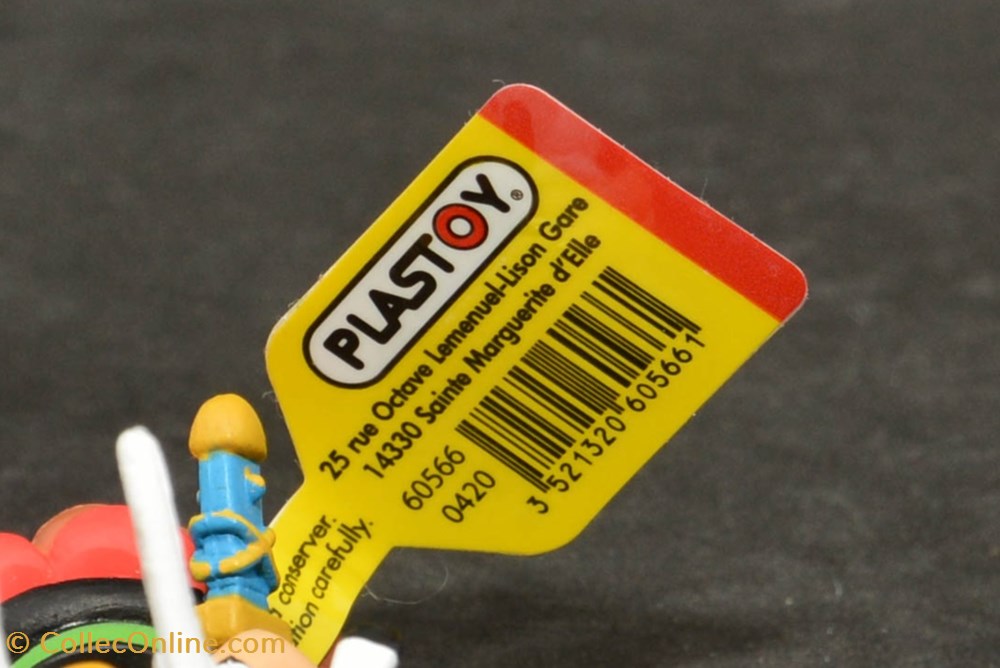 PLASTOY®
25 rue Octave Lemenuel-Lison Gare
14330 Sainte Marguerite d'Elle
60566
0420
3 521320 605661
conserver.
carefully.
© CollecOnline.com